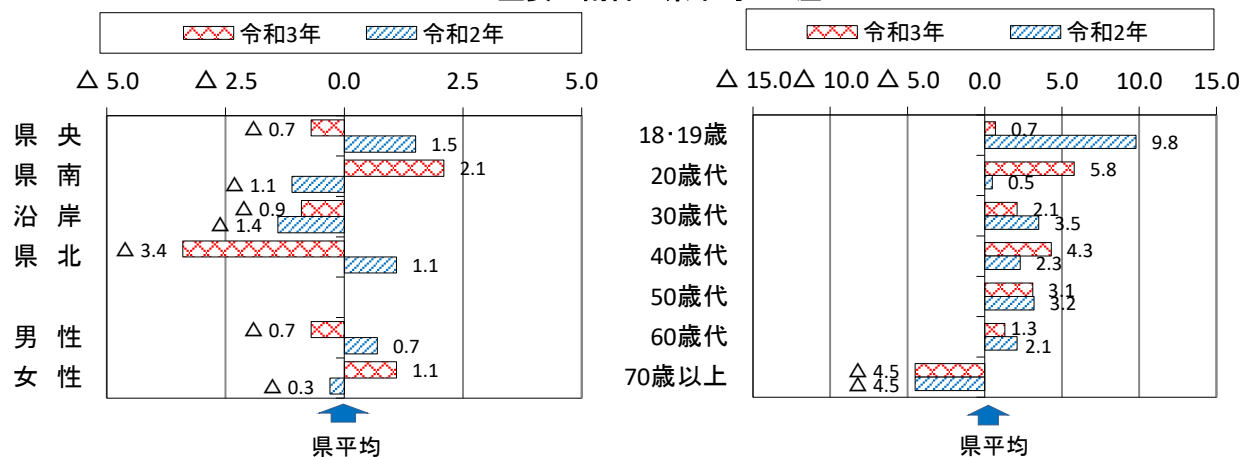 令和3年 令和2年
△ 5.0 △ 2.5 0.0 2.5 5.0
県 央 △ 0.7 1.5
県 南 2.1 △ 1.1
沿 岸 △ 0.9 △ 1.4
県 北 △ 3.4 1.1
男 性 △ 0.7 0.7
女 性 1.1 △ 0.3
県平均
令和3年 令和2年
△ 15.0 △ 10.0 △ 5.0 0.0 5.0 10.0 15.0
18・19歳 0.7 9.8
20歳代 5.8 0.5
30歳代 2.1 3.5
40歳代 4.3 2.3
50歳代 3.1 3.2
60歳代 1.3 2.1
70歳以上 △ 4.5 △ 4.5
県平均